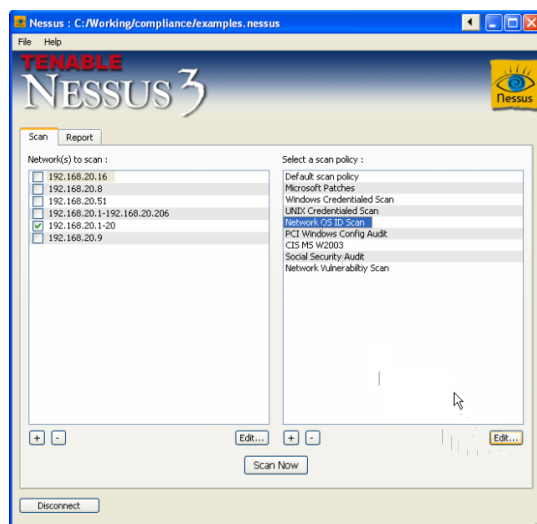 Nessus : C:/Working/compliance/examples.nessus
File Help
TENABLE
NESSUS 3
nessus
Scan Report
Network(s) to scan :
192.168.20.16
192.168.20.8
192.168.20.51
192.168.20.1-192.168.20.206
192.168.20.1-20
192.168.20.9
+ - Edit...
Select a scan policy :
Default scan policy
Microsoft Patches
Windows Credentialed Scan
UNIX Credentialed Scan
Network OS ID Scan
PCI Windows Config Audit
CIS MS W2003
Social Security Audit
Network Vulnerabiltiy Scan
+ - Edit...
Scan Now
Disconnect